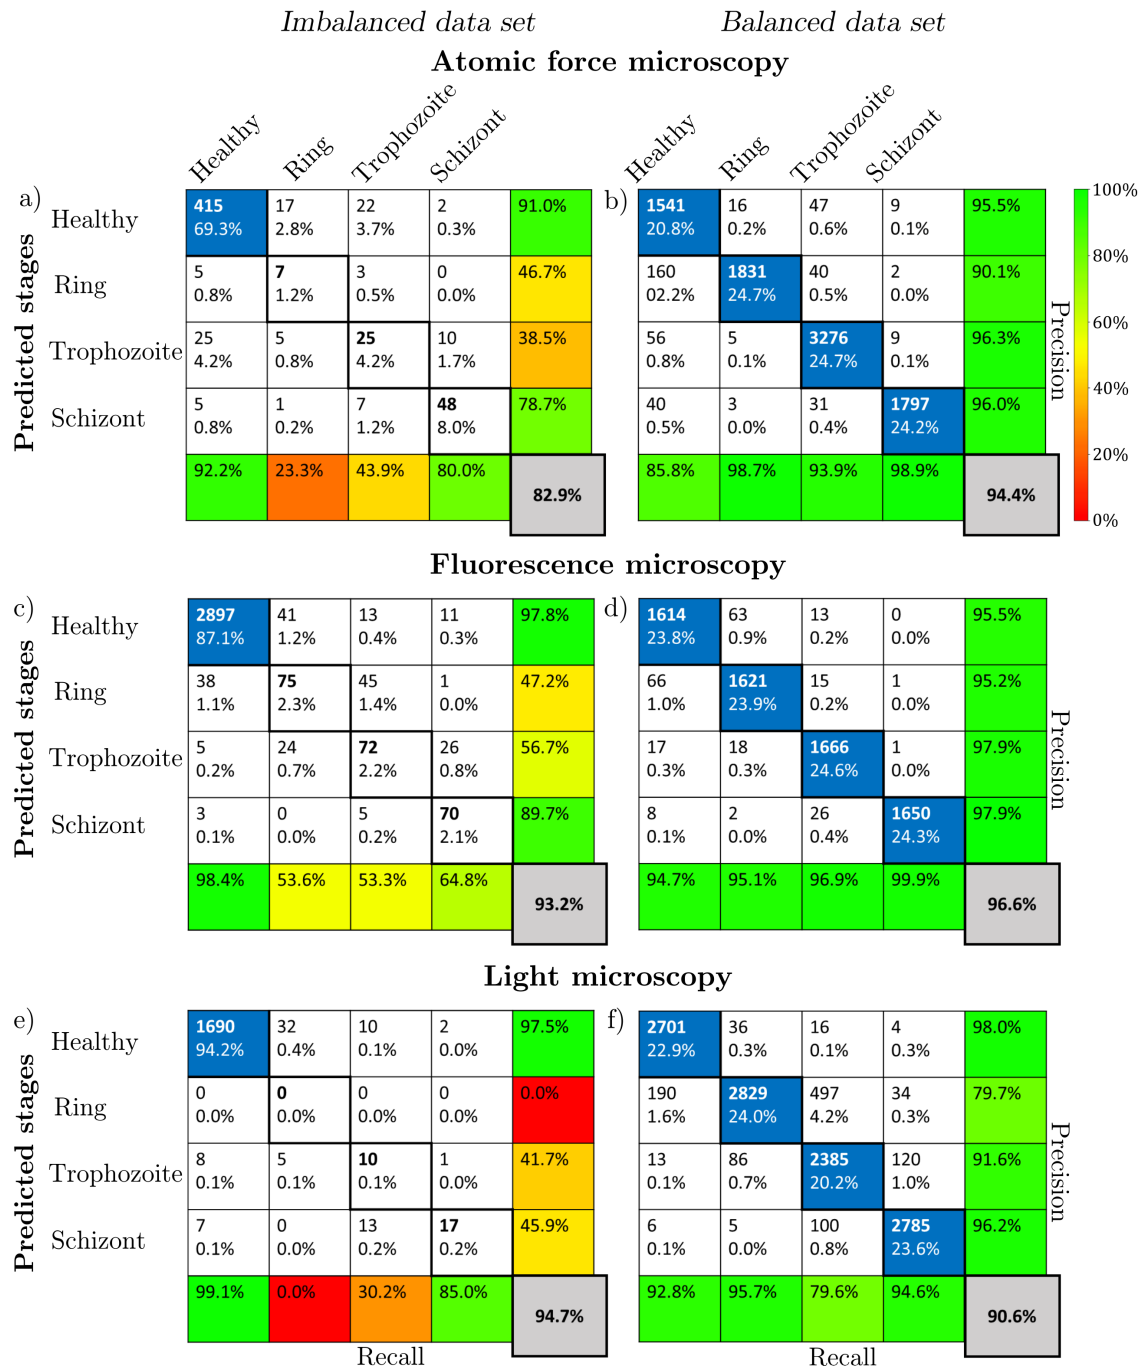 Imbalanced data set Balanced data set
Atomic force microscopy
Healthy Ring Trophozoite Schizont Healthy Ring Trophozoite Schizont
a) b)
Predicted stages
Healthy 415 17 22 2 91.0% 1541 16 47 9 95.5% 100%
69.3% 2.8% 3.7% 0.3% 20.8% 0.2% 0.6% 0.1%
Ring 5 7 3 0 46.7% 160 1831 40 2 90.1% 80%
0.8% 1.2% 0.5% 0.0% 02.2% 24.7% 0.5% 0.0%
Trophozoite 25 5 25 10 38.5% 56 5 3276 9 96.3% 60%
4.2% 0.8% 4.2% 1.7% 0.8% 0.1% 24.7% 0.1%
Precision
Schizont 5 1 7 48 78.7% 40 3 31 1797 96.0% 40%
0.8% 0.2% 1.2% 8.0% 0.5% 0.0% 0.4% 24.2%
92.2% 23.3% 43.9% 80.0% 85.8% 98.7% 93.9% 98.9% 20%
82.9% 94.4%
0%
Fluorescence microscopy
c) d)
Predicted stages
Healthy 2897 41 13 11 97.8% 1614 63 13 0 95.5%
87.1% 1.2% 0.4% 0.3% 23.8% 0.9% 0.2% 0.0%
Ring 38 75 45 1 47.2% 66 1621 15 1 95.2%
1.1% 2.3% 1.4% 0.0% 1.0% 23.9% 0.2% 0.0%
Trophozoite 5 24 72 26 56.7% 17 18 1666 1 97.9%
0.2% 0.7% 2.2% 0.8% 0.3% 0.3% 24.6% 0.0%
Precision
Schizont 3 0 5 70 89.7% 8 2 26 1650 97.9%
0.1% 0.0% 0.2% 2.1% 0.1% 0.0% 0.4% 24.3%
98.4% 53.6% 53.3% 64.8% 94.7% 95.1% 96.9% 99.9%
93.2% 96.6%
Light microscopy
e) f)
Predicted stages
Healthy 1690 32 10 2 97.5% 2701 36 16 4 98.0%
94.2% 0.4% 0.1% 0.0% 22.9% 0.3% 0.1% 0.3%
Ring 0 0 0 0 0.0% 190 2829 497 34 79.7%
0.0% 0.0% 0.0% 0.0% 1.6% 24.0% 4.2% 0.3%
Trophozoite 8 5 10 1 41.7% 13 86 2385 120 91.6%
0.1% 0.1% 0.1% 0.0% 0.1% 0.7% 20.2% 1.0%
Precision
Schizont 7 0 13 17 45.9% 6 5 100 2785 96.2%
0.1% 0.0% 0.2% 0.2% 0.1% 0.0% 0.8% 23.6%
99.1% 0.0% 30.2% 85.0% 92.8% 95.7% 79.6% 94.6%
94.7% 90.6%
Recall Recall